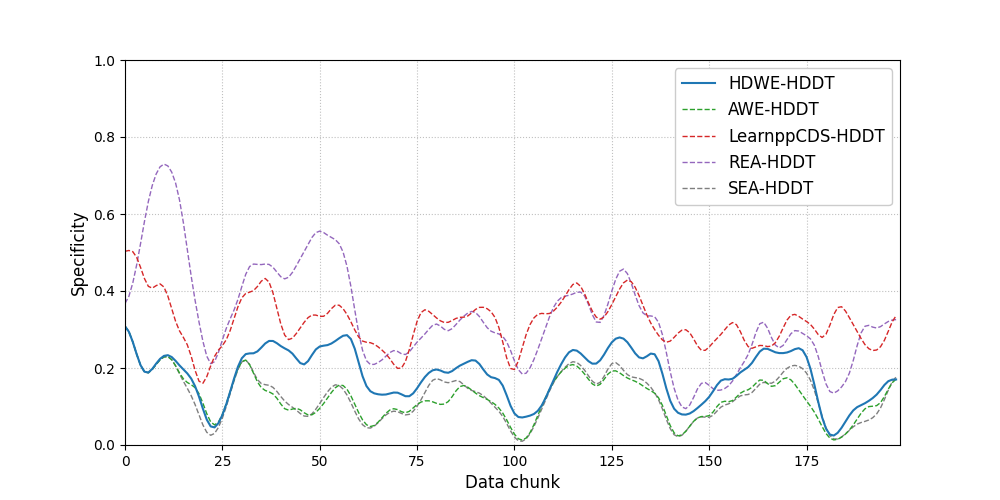 1.0
0.8
0.6
0.4
0.2
0.0
Specificity
HDWE-HDDT
AWE-HDDT
LearnppCDS-HDDT
REA-HDDT
SEA-HDDT
0 25 50 75 100 125 150 175
Data chunk